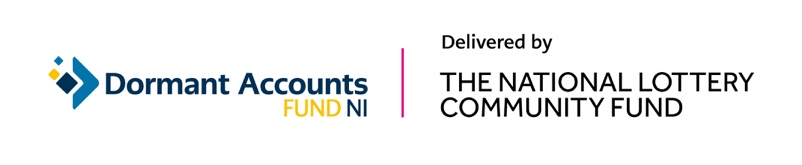 Dormant Accounts
FUND NI
Delivered by
THE NATIONAL LOTTERY
COMMUNITY FUND